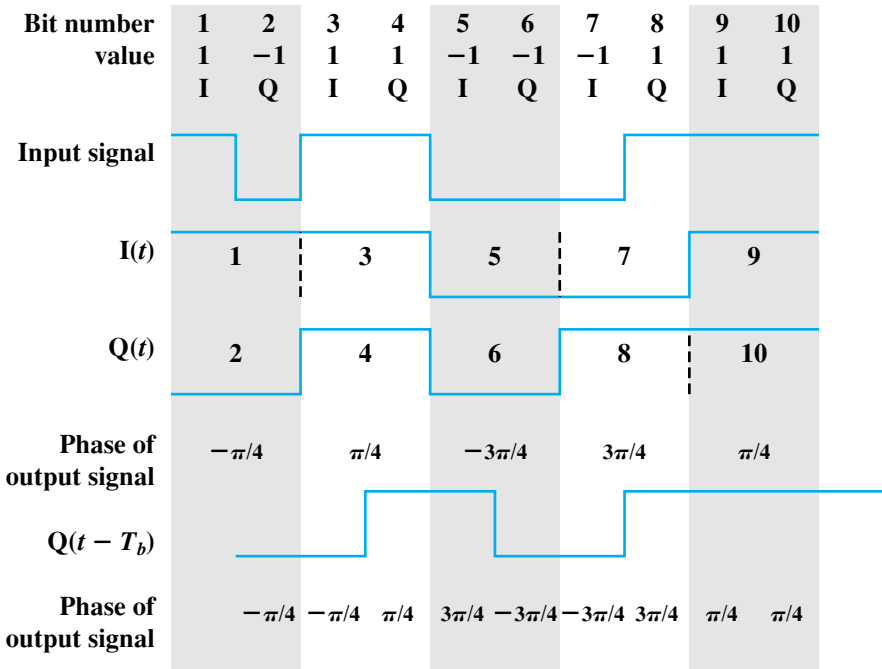 Bit number 1 2 3 4 5 6 7 8 9 10
value 1 −1 1 1 −1 −1 −1 1 1 1
I Q I Q I Q I Q I Q
Input signal
I(t) 1 3 5 7 9
Q(t) 2 4 6 8 10
Phase of
output signal −π/4 π/4 −3π/4 3π/4 π/4
Q(t − T_b)
Phase of
output signal −π/4 −π/4 π/4 3π/4 −3π/4 −3π/4 3π/4 π/4 π/4